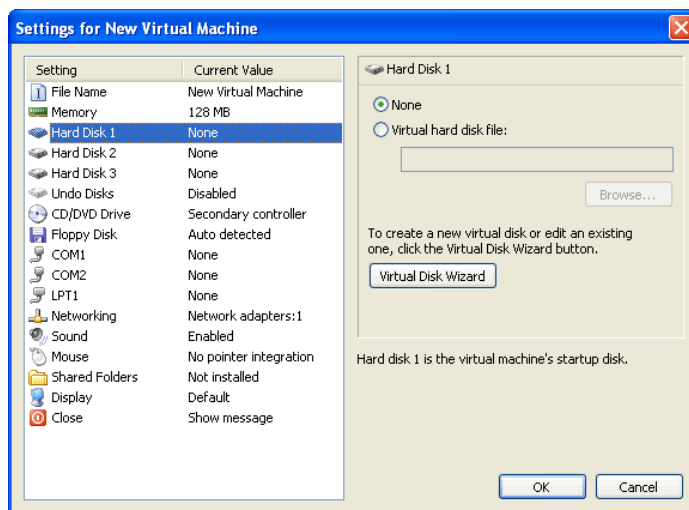 Settings for New Virtual Machine
Setting Current Value
File Name New Virtual Machine
Memory 128 MB
Hard Disk 1 None
Hard Disk 2 None
Hard Disk 3 None
Undo Disks Disabled
CD/DVD Drive Secondary controller
Floppy Disk Auto detected
COM1 None
COM2 None
LPT1 None
Networking Network adapters:1
Sound Enabled
Mouse No pointer integration
Shared Folders Not installed
Display Default
Close Show message
Hard Disk 1
None
Virtual hard disk file:
Browse...
To create a new virtual disk or edit an existing
one, click the Virtual Disk Wizard button.
Virtual Disk Wizard
Hard disk 1 is the virtual machine's startup disk.
OK Cancel